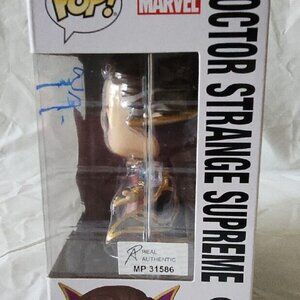 POP!
MARVEL
DOCTOR STRANGE SUPREME
REAL
AUTHENTIC
MP 31586